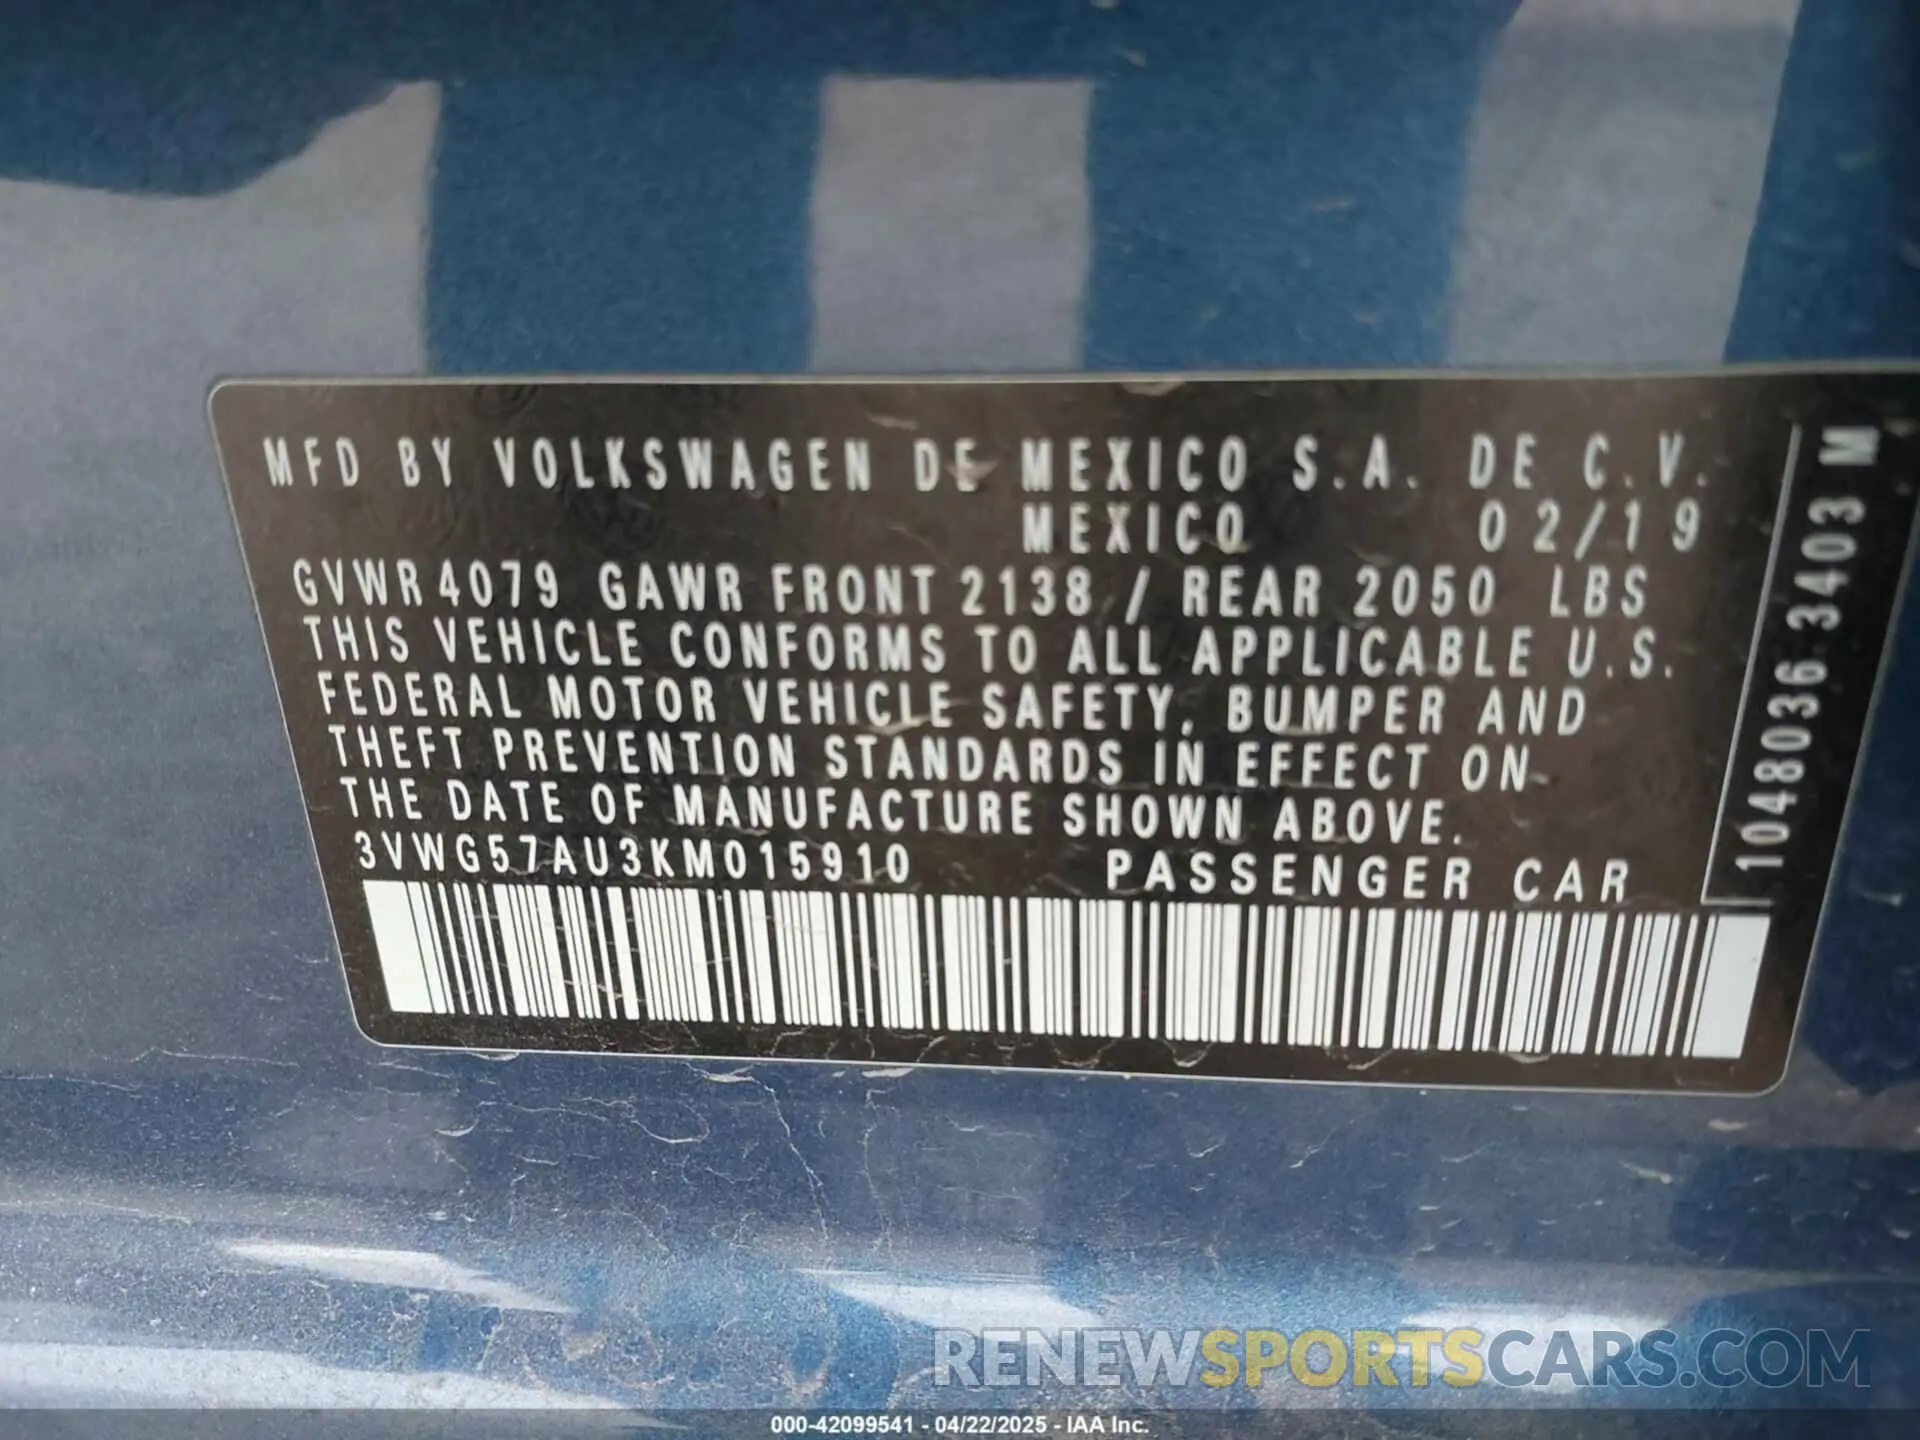 MFD BY VOLKSWAGEN DE MEXICO S.A. DE C.V.
MEXICO 02/19
GVWR 4079 GAWR FRONT 2138 / REAR 2050 LBS
THIS VEHICLE CONFORMS TO ALL APPLICABLE U.S.
FEDERAL MOTOR VEHICLE SAFETY, BUMPER AND
THEFT PREVENTION STANDARDS IN EFFECT ON
THE DATE OF MANUFACTURE SHOWN ABOVE.
3VWG57AU3KM015910 PASSENGER CAR
1048036.3403 M
RENEWSPORTSCARS.COM
000-42099541 - 04/22/2025 - IAA Inc.